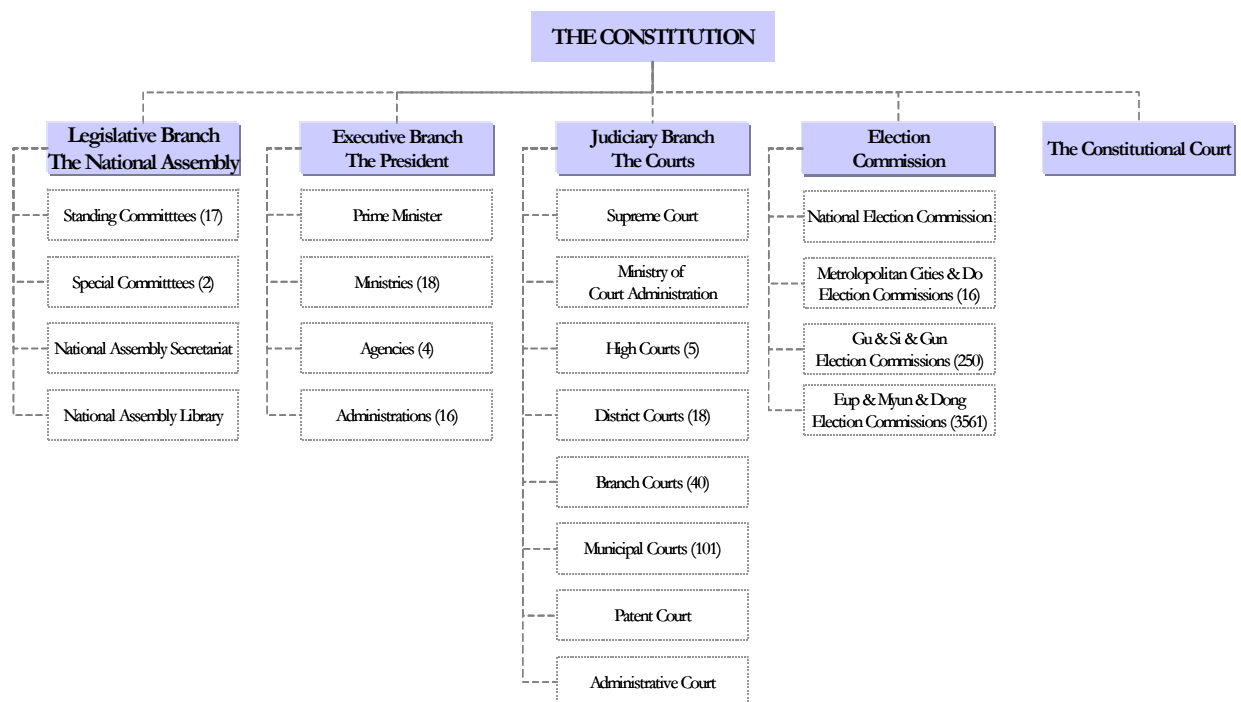 THE CONSTITUTION
Legislative Branch
The National Assembly
Standing Committtees (17)
Special Committtees (2)
National Assembly Secretariat
National Assembly Library
Executive Branch
The President
Prime Minister
Ministries (18)
Agencies (4)
Administrations (16)
Judiciary Branch
The Courts
Supreme Court
Ministry of
Court Administration
High Courts (5)
District Courts (18)
Branch Courts (40)
Municipal Courts (101)
Patent Court
Administrative Court
Election
Commission
National Election Commission
Metrolopolitan Cities & Do
Election Commissions (16)
Gu & Si & Gun
Election Commissions (250)
Eup & Myun & Dong
Election Commissions (3561)
The Constitutional Court